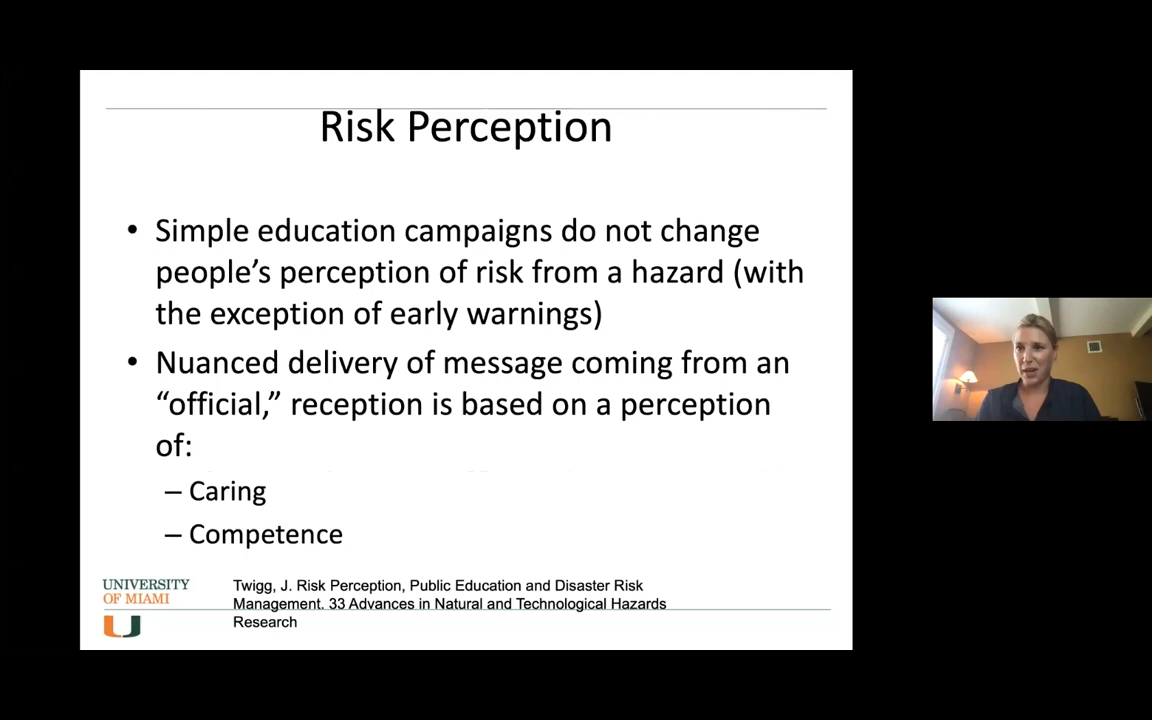 Risk Perception
• Simple education campaigns do not change
people’s perception of risk from a hazard (with
the exception of early warnings)
• Nuanced delivery of message coming from an
“official,” reception is based on a perception
of:
– Caring
– Competence
UNIVERSITY
OF MIAMI
U
Twigg, J. Risk Perception, Public Education and Disaster Risk
Management. 33 Advances in Natural and Technological Hazards
Research